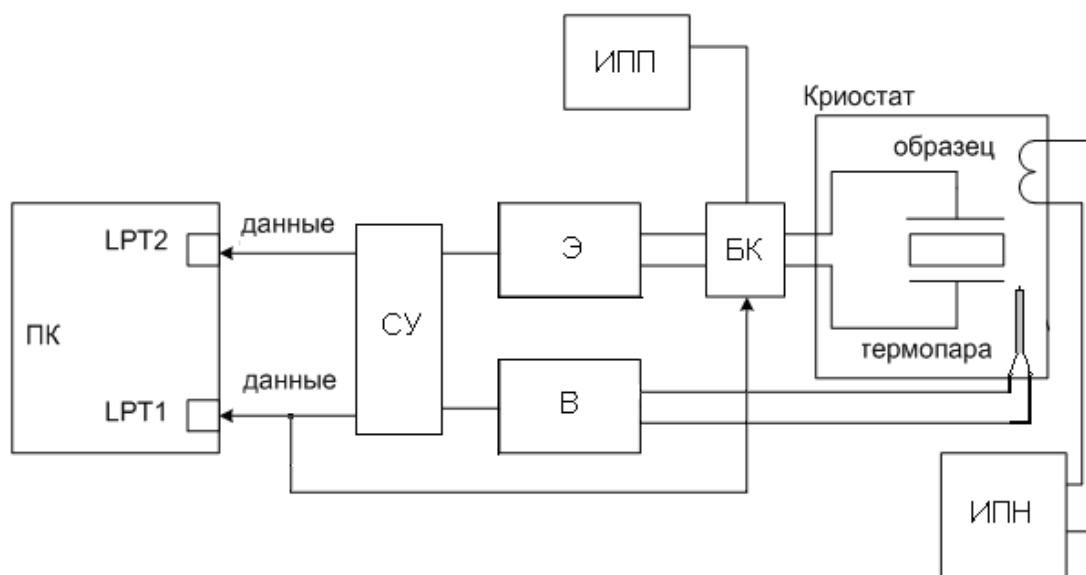 ИПП
Криостат
образец
LPT2
данные
Э
БК
ПК
СУ
термопара
данные
LPT1
В
ИПН